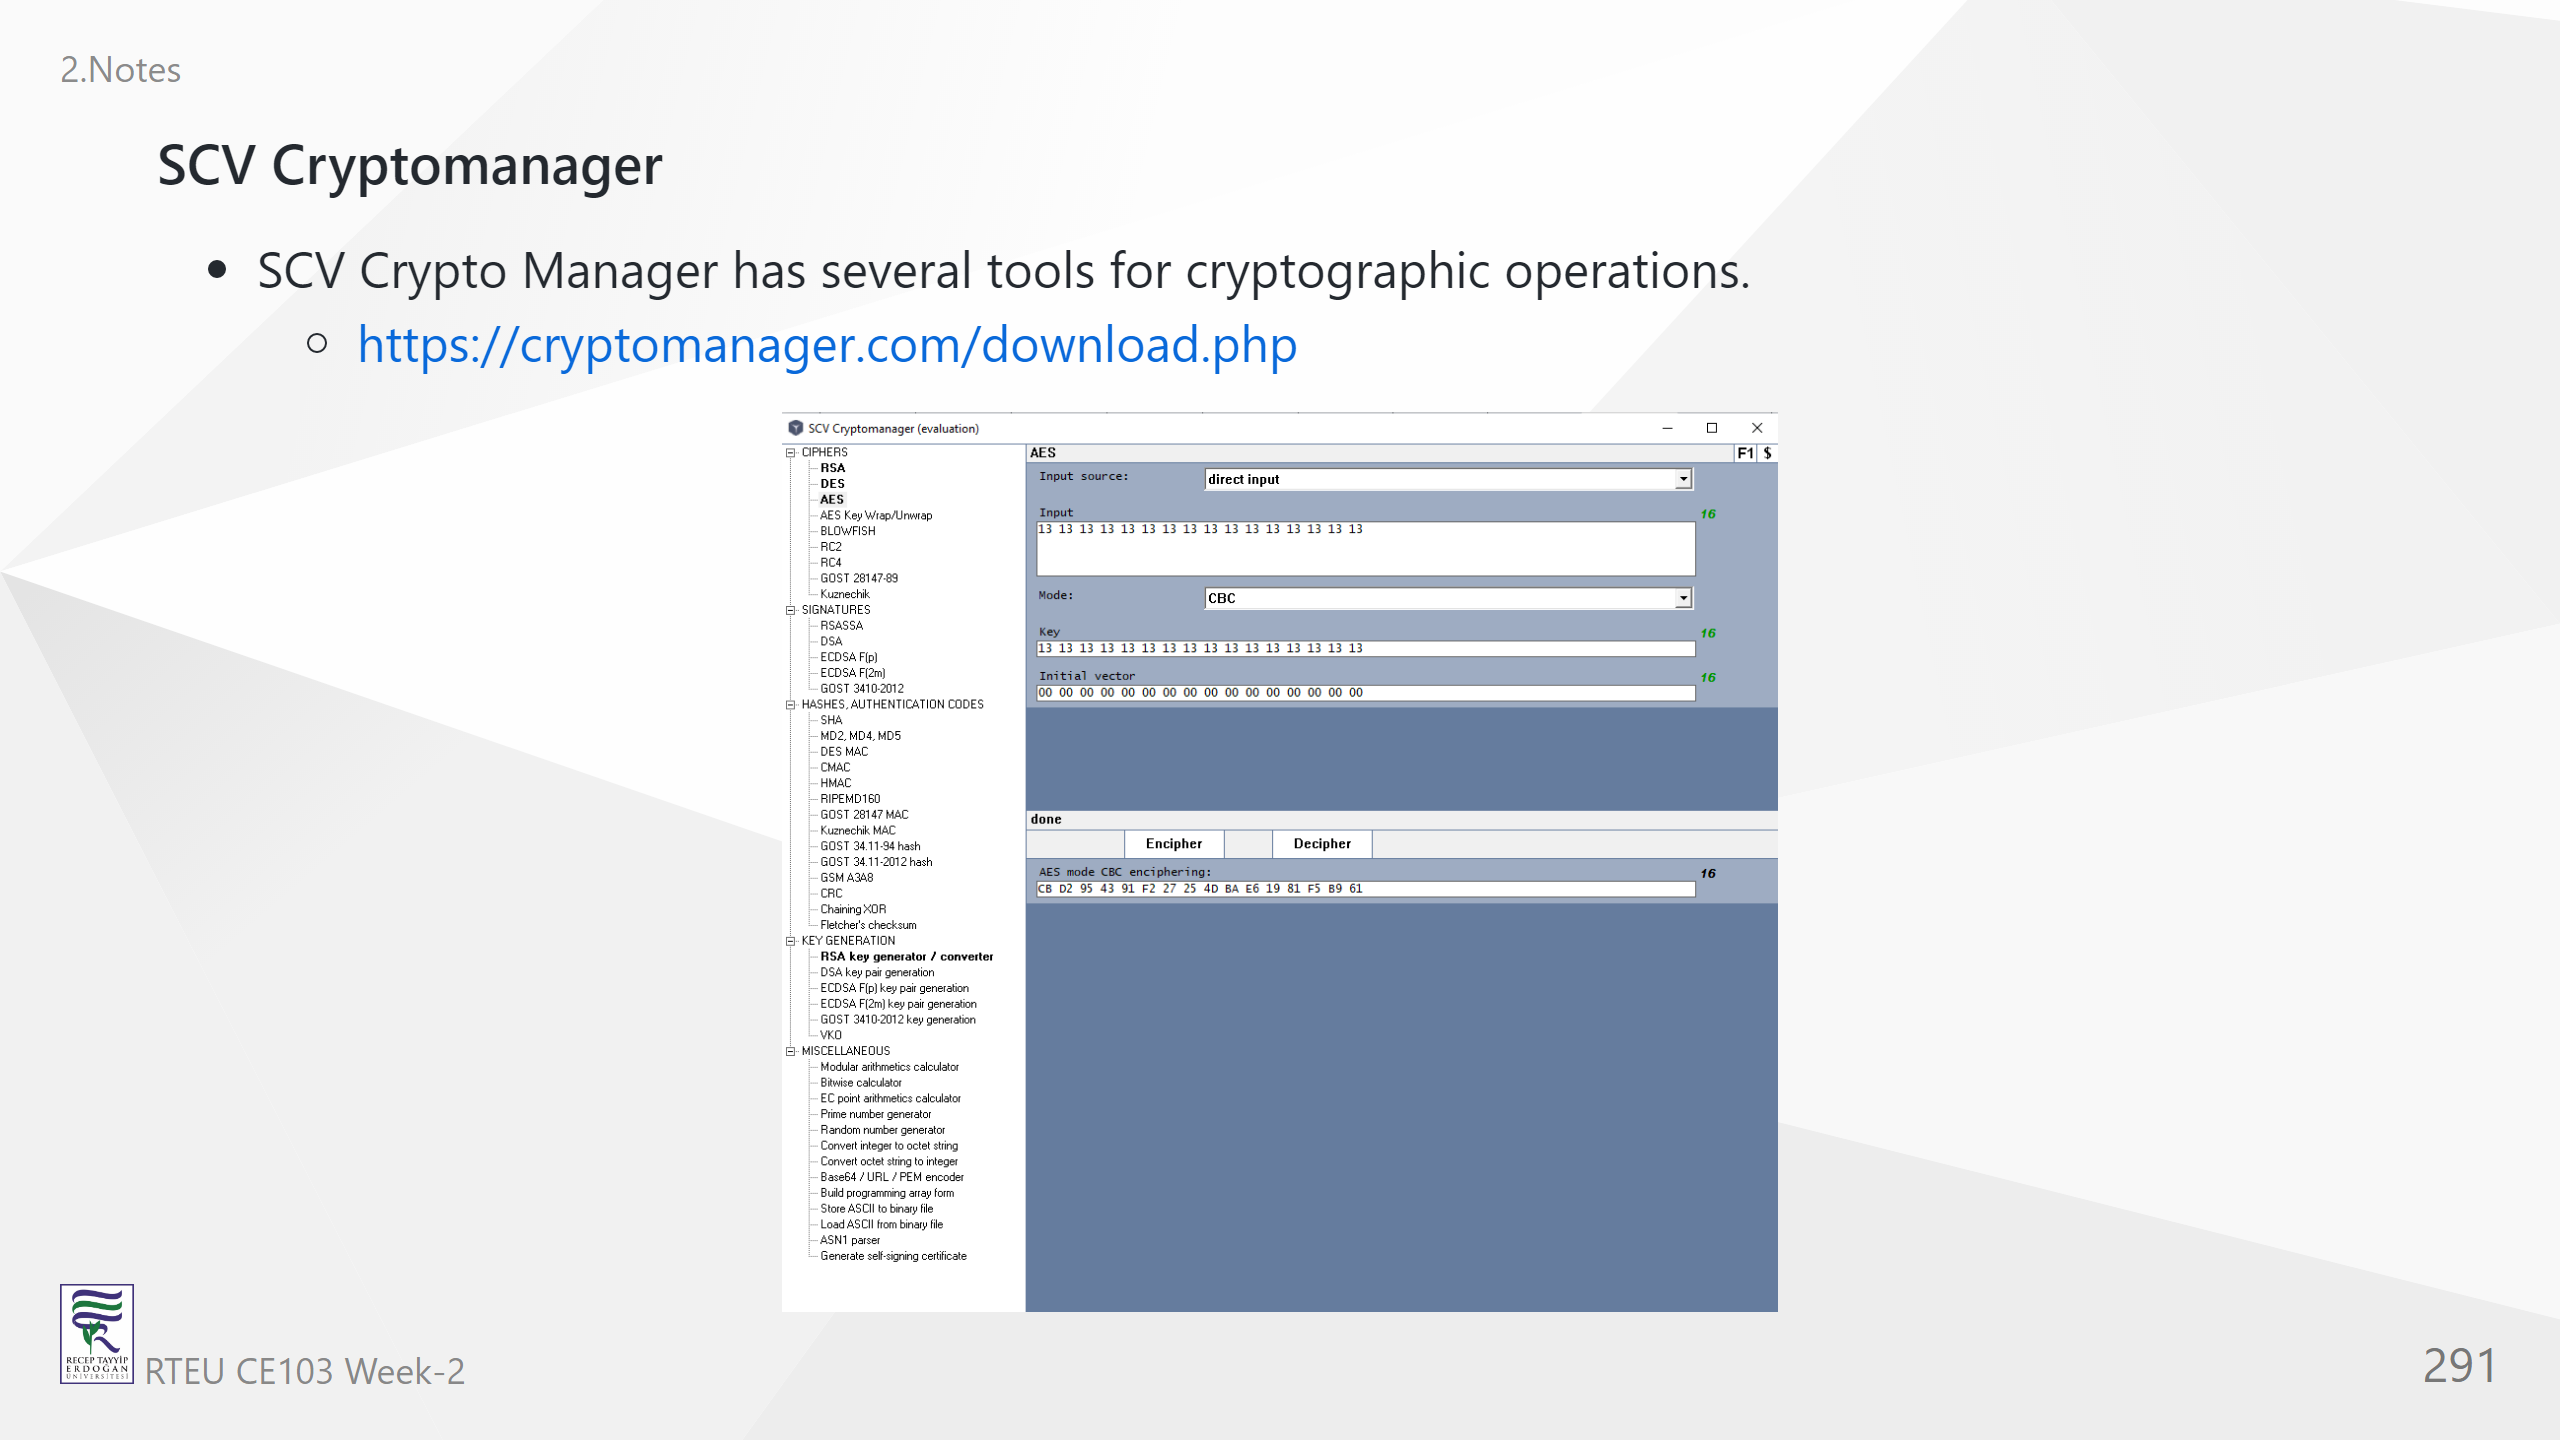 2.Notes
SCV Cryptomanager
• SCV Crypto Manager has several tools for cryptographic operations.
○ https://cryptomanager.com/download.php
SCV Cryptomanager (evaluation)
CIPHERS
RSA
DES
AES
AES Key Wrap/Unwrap
BLOWFISH
RC2
RC4
GOST 28147-89
Kuznechik
SIGNATURES
RSASSA
DSA
ECDSA F(p)
ECDSA F(2m)
GOST 3410-2012
HASHES, AUTHENTICATION CODES
SHA
MD2, MD4, MD5
DES MAC
CMAC
HMAC
RIPEMD160
GOST 28147 MAC
Kuznechik MAC
GOST 34.11-94 hash
GOST 34.11-2012 hash
GSM A3A8
CRC
Chaining XOR
Fletcher's checksum
KEY GENERATION
RSA key generator / converter
DSA key pair generation
ECDSA F(p) key pair generation
ECDSA F(2m) key pair generation
GOST 3410-2012 key generation
VKO
MISCELLANEOUS
Modular arithmetics calculator
Bitwise calculator
EC point arithmetics calculator
Prime number generator
Random number generator
Convert integer to octet string
Convert octet string to integer
Base64 / URL / PEM encoder
Build programming array form
Store ASCII to binary file
Load ASCII from binary file
ASN1 parser
Generate self-signing certificate
AES F1 $
Input source: direct input
Input 16
13 13 13 13 13 13 13 13 13 13 13 13 13 13 13 13
Mode: CBC
Key 16
13 13 13 13 13 13 13 13 13 13 13 13 13 13 13 13
Initial vector 16
00 00 00 00 00 00 00 00 00 00 00 00 00 00 00 00
done
Encipher Decipher
AES mode CBC enciphering: 16
CB D2 95 43 91 F2 27 25 4D BA E6 19 81 F5 B9 61
RECEP TAYYİP
ERDOĞAN
ÜNİVERSİTESİ
RTEU CE103 Week-2
291